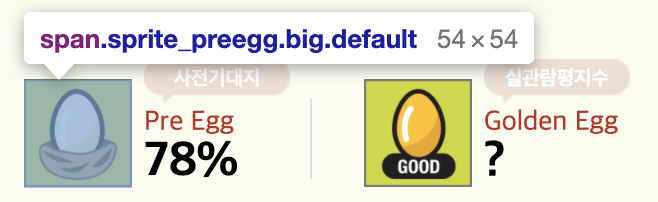 span.sprite_preegg.big.default 54×54
사전기대지
실관람평지수
Pre Egg
78%
GOOD
Golden Egg
?